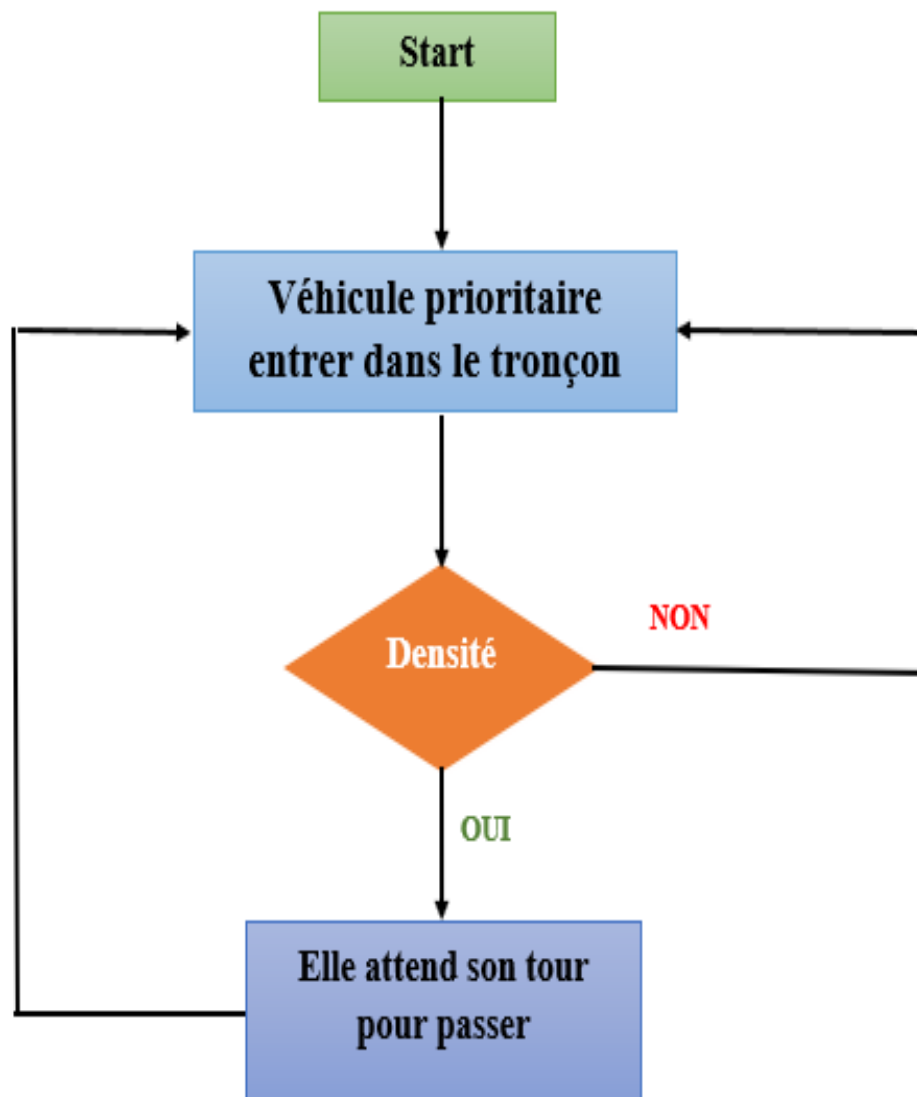 Start
Véhicule prioritaire
entrer dans le tronçon
Densité
NON
OUI
Elle attend son tour
pour passer